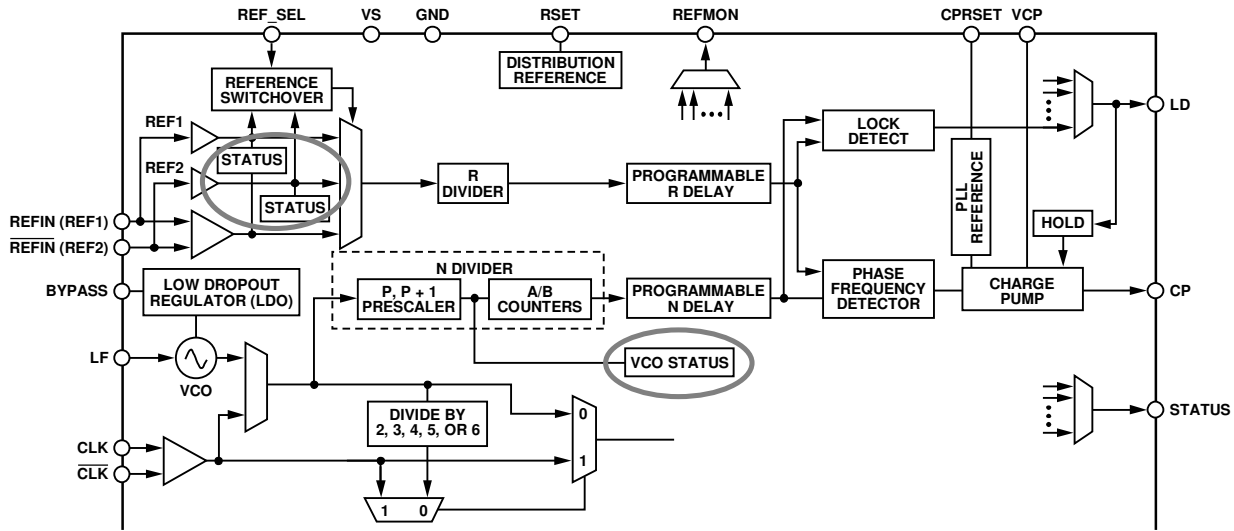 REF_SEL VS GND RSET REFMON CPRSET VCP
DISTRIBUTION
REFERENCE
REFERENCE
SWITCHOVER
REF1
STATUS
REF2
STATUS
REFIN (REF1)
REFIN (REF2)
R
DIVIDER
PROGRAMMABLE
R DELAY
LOCK
DETECT
PLL
REFERENCE
LD
HOLD
N DIVIDER
P, P + 1
PRESCALER
A/B
COUNTERS
PROGRAMMABLE
N DELAY
PHASE
FREQUENCY
DETECTOR
CHARGE
PUMP
CP
BYPASS
LOW DROPOUT
REGULATOR (LDO)
LF
VCO
VCO STATUS
DIVIDE BY
2, 3, 4, 5, OR 6
0
1
STATUS
CLK
CLK
1 0